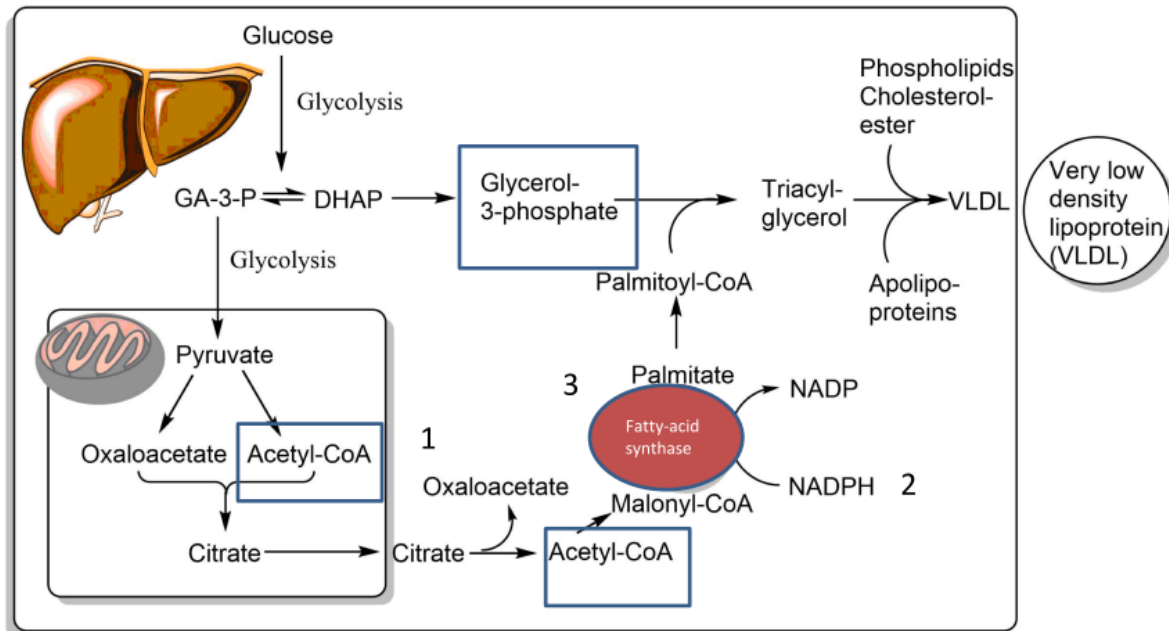 Glucose
Glycolysis
GA-3-P
DHAP
Glycerol-
3-phosphate
Triacyl-
glycerol
Phospholipids
Cholesterol-
ester
VLDL
Apolipo-
proteins
Very low
density
lipoprotein
(VLDL)
Glycolysis
Palmitoyl-CoA
Pyruvate
Oxaloacetate
Acetyl-CoA
Citrate
1
Oxaloacetate
Citrate
Acetyl-CoA
3
Palmitate
Fatty-acid
synthase
Malonyl-CoA
NADP
NADPH
2